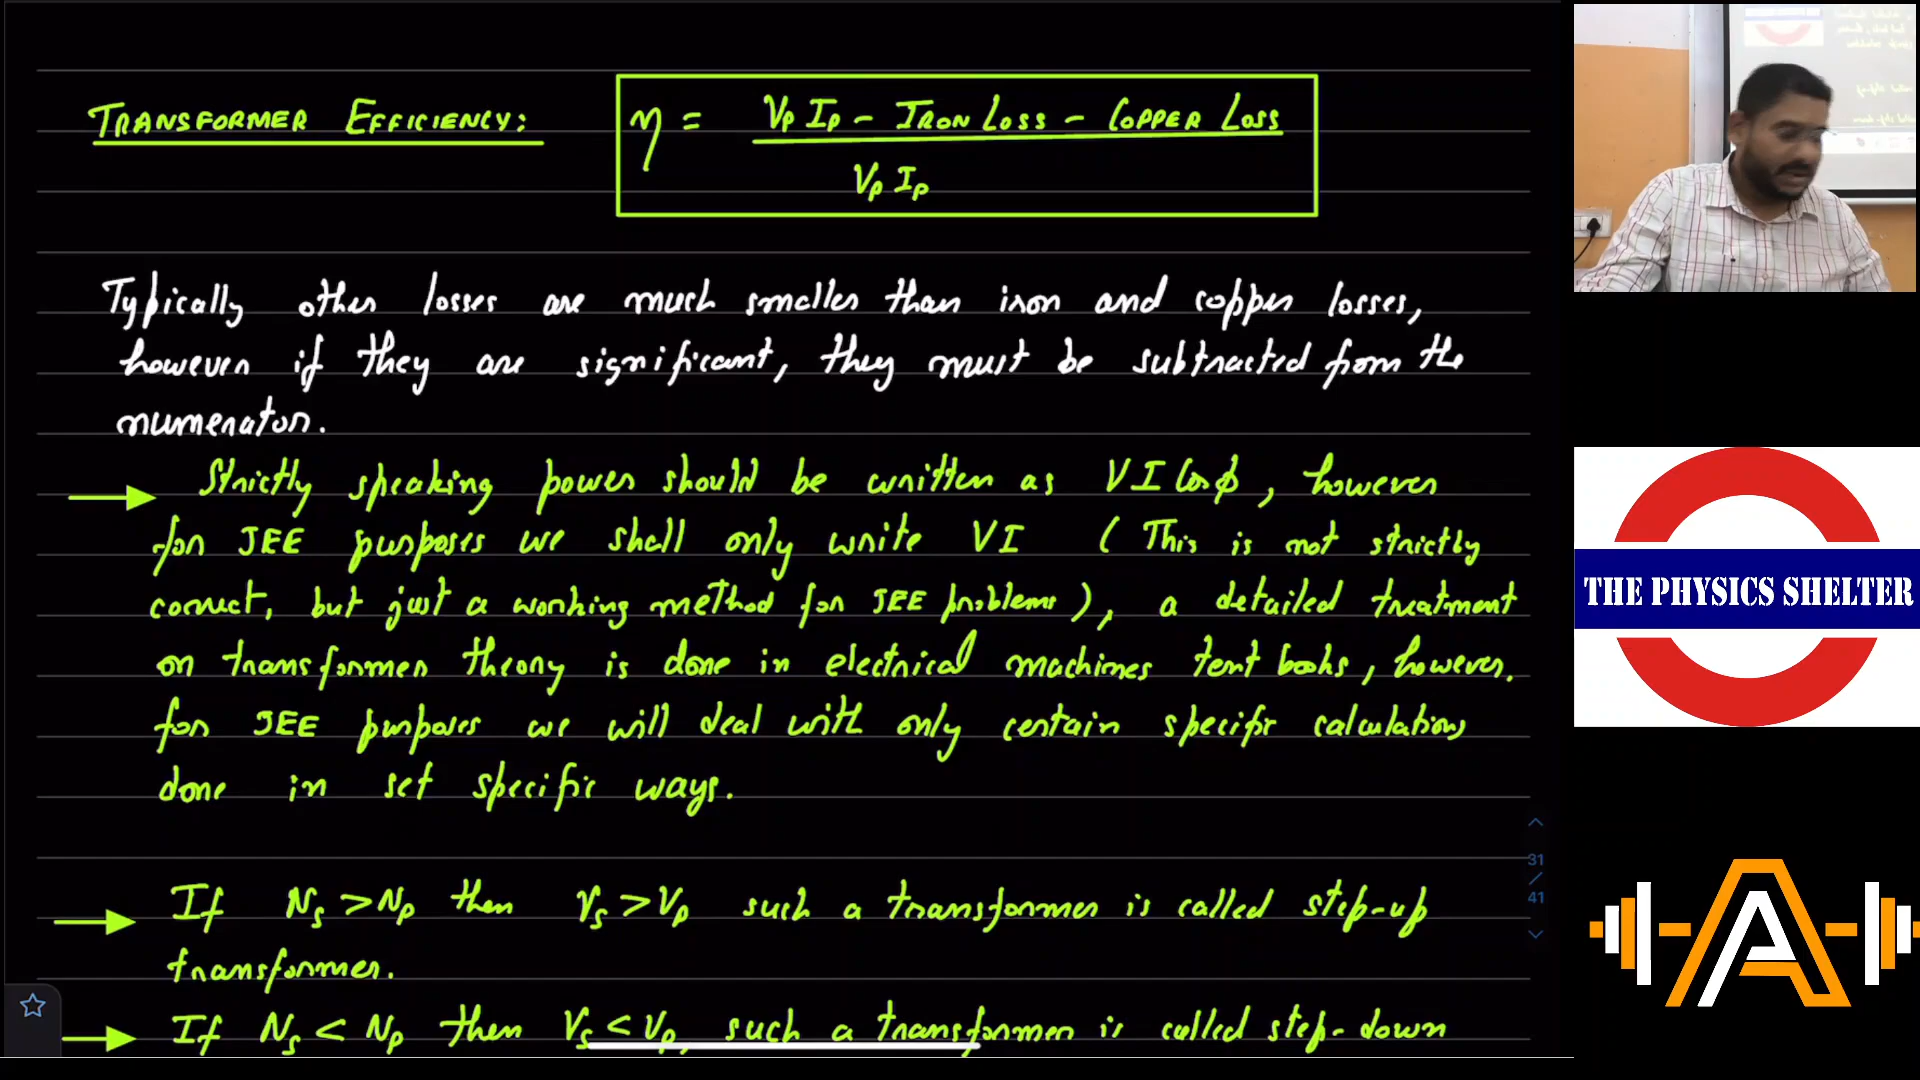 TRANSFORMER EFFICIENCY: η = VP IP - IRON LOSS - COPPER LOSS
VP IP
Typically other losses are much smaller than iron and copper losses,
however if they are significant, they must be subtracted from the
numerator.
Strictly speaking power should be written as VI Cosϕ, however
for JEE purposes we shall only write VI (This is not strictly
correct, but just a working method for JEE problems), a detailed treatment
on transformer theory is done in electrical machines text books, however.
for JEE purposes we will deal with only certain specific calculations
done in set specific ways.
If Ns > Np then Vs > Vp such a transformer is called step-up
transformer.
If Ns < Np then Vs < Vp, such a transformer is called step-down
31
/
41
THE PHYSICS SHELTER
A